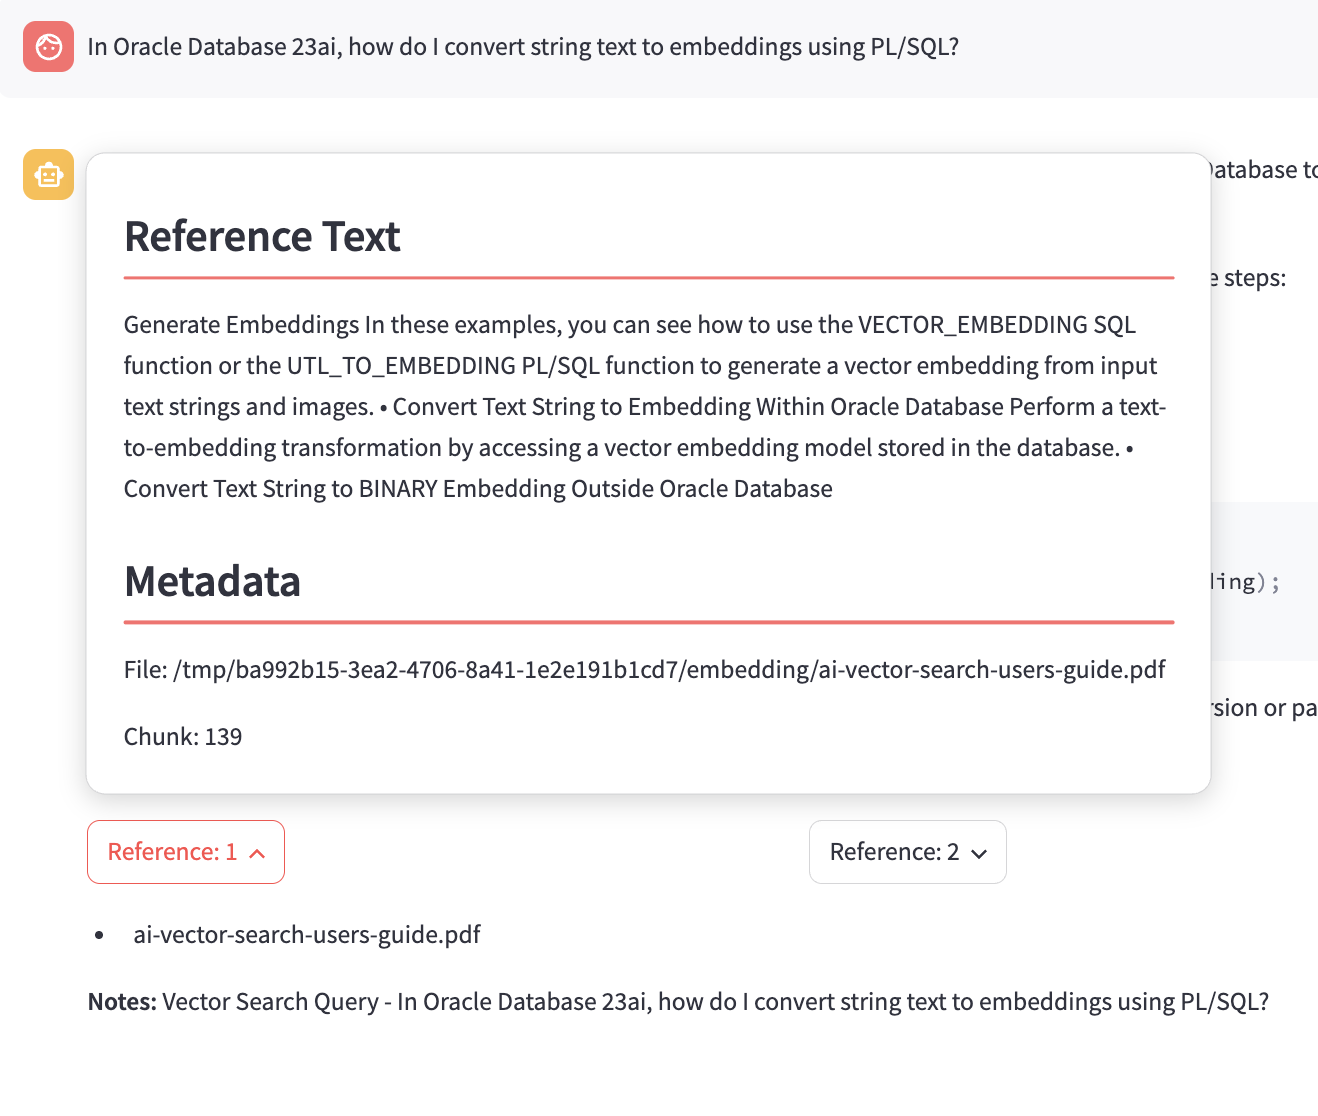 In Oracle Database 23ai, how do I convert string text to embeddings using PL/SQL?
Database to
Reference Text
e steps:
Generate Embeddings In these examples, you can see how to use the VECTOR_EMBEDDING SQL
function or the UTL_TO_EMBEDDING PL/SQL function to generate a vector embedding from input
text strings and images. • Convert Text String to Embedding Within Oracle Database Perform a text-
to-embedding transformation by accessing a vector embedding model stored in the database. •
Convert Text String to BINARY Embedding Outside Oracle Database
Metadata
ding);
File: /tmp/ba992b15-3ea2-4706-8a41-1e2e191b1cd7/embedding/ai-vector-search-users-guide.pdf
rsion or pa
Chunk: 139
Reference: 1
Reference: 2
• ai-vector-search-users-guide.pdf
Notes: Vector Search Query - In Oracle Database 23ai, how do I convert string text to embeddings using PL/SQL?